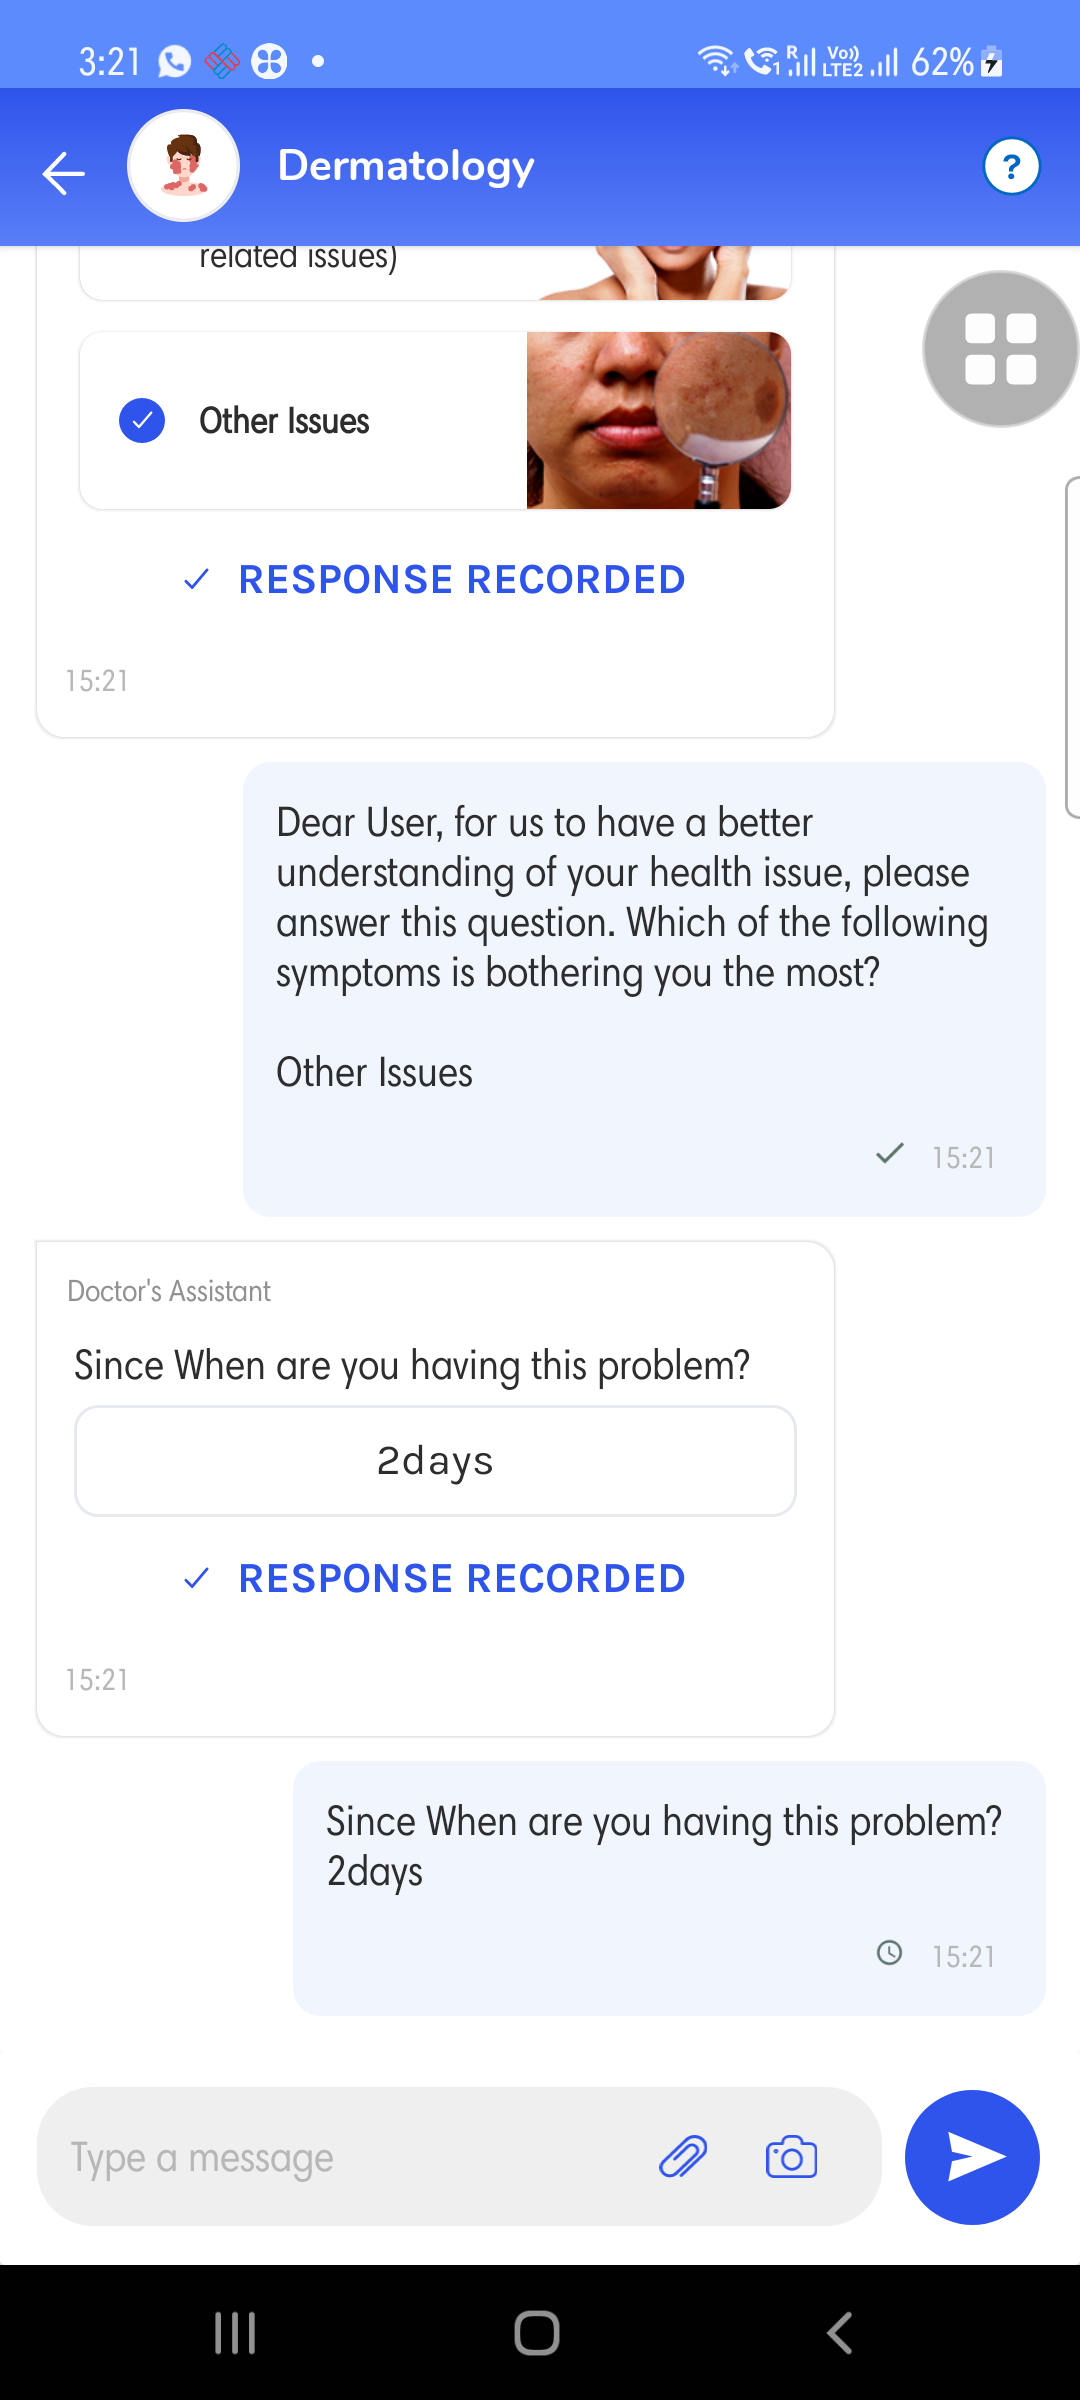 3:21
R
Vo))
LTE2
62%
Dermatology
?
related issues)
Other Issues
RESPONSE RECORDED
15:21
Dear User, for us to have a better
understanding of your health issue, please
answer this question. Which of the following
symptoms is bothering you the most?
Other Issues
15:21
Doctor's Assistant
Since When are you having this problem?
2days
RESPONSE RECORDED
15:21
Since When are you having this problem?
2days
15:21
Type a message